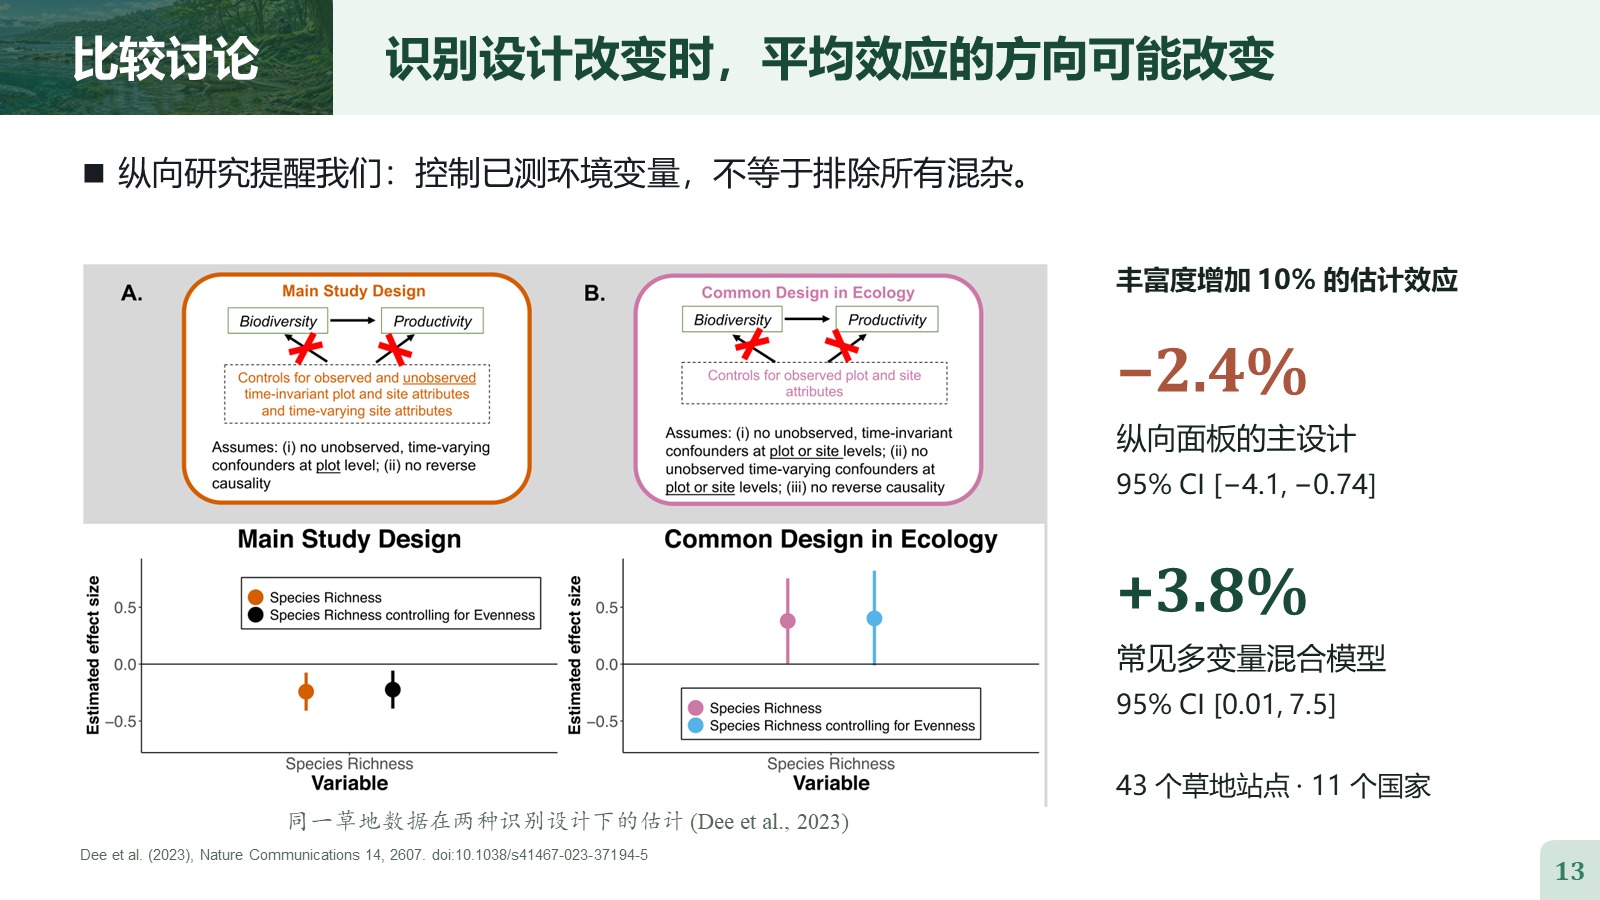 比较讨论
识别设计改变时，平均效应的方向可能改变
■ 纵向研究提醒我们：控制已测环境变量，不等于排除所有混杂。
A.
Main Study Design
Biodiversity
Productivity
Controls for observed and unobserved
time-invariant plot and site attributes
and time-varying site attributes
Assumes: (i) no unobserved, time-varying
confounders at plot level; (ii) no reverse
causality
B.
Common Design in Ecology
Biodiversity
Productivity
Controls for observed plot and site
attributes
Assumes: (i) no unobserved, time-invariant
confounders at plot or site levels; (ii) no
unobserved time-varying confounders at
plot or site levels; (iii) no reverse causality
Main Study Design
Estimated effect size
0.5
0.0
−0.5
Species Richness
Species Richness controlling for Evenness
Species Richness
Variable
Common Design in Ecology
Estimated effect size
0.5
0.0
−0.5
Species Richness
Species Richness controlling for Evenness
Species Richness
Variable
同一草地数据在两种识别设计下的估计 (Dee et al., 2023)
丰富度增加 10% 的估计效应
−2.4%
纵向面板的主设计
95% CI [−4.1, −0.74]
+3.8%
常见多变量混合模型
95% CI [0.01, 7.5]
43 个草地站点 · 11 个国家
Dee et al. (2023), Nature Communications 14, 2607. doi:10.1038/s41467-023-37194-5
13